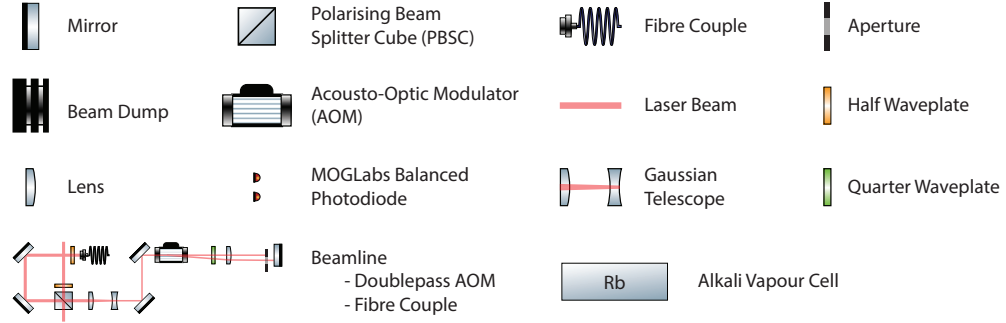 Mirror
Polarising Beam
Splitter Cube (PBSC)
Fibre Couple
Aperture
Beam Dump
Acousto-Optic Modulator
(AOM)
Laser Beam
Half Waveplate
Lens
MOGLabs Balanced
Photodiode
Gaussian
Telescope
Quarter Waveplate
Beamline
- Doublepass AOM
- Fibre Couple
Rb
Alkali Vapour Cell